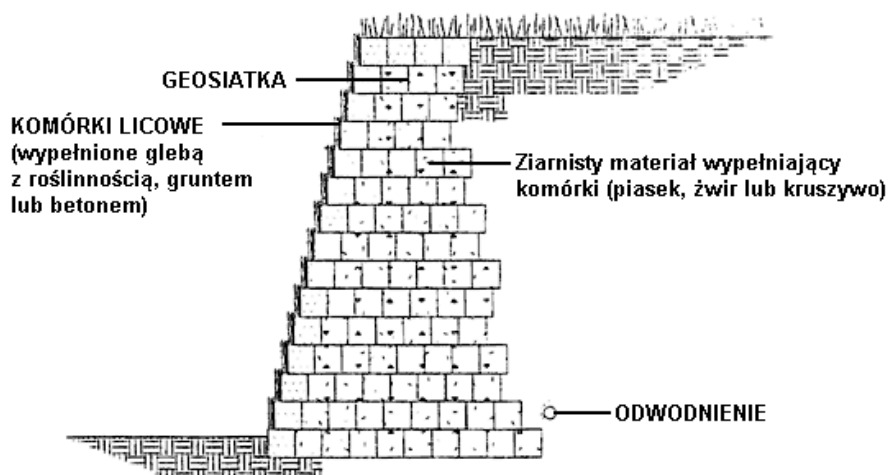 GEOSIATKA
KOMÓRKI LICOWE
(wypełnione glebą
z roślinnością, gruntem
lub betonem)
Ziarnisty materiał wypełniający
komórki (piasek, żwir lub kruszywo)
ODWODNIENIE